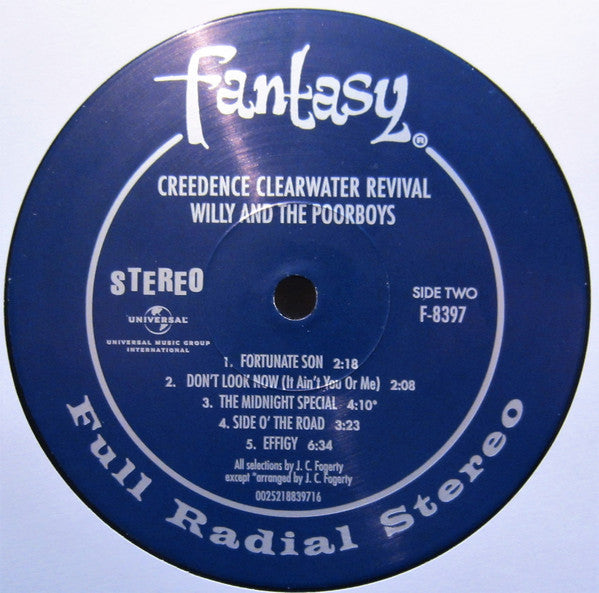 fantasy®
CREEDENCE CLEARWATER REVIVAL
WILLY AND THE POORBOYS
STEREO
UNIVERSAL
UNIVERSAL MUSIC GROUP
INTERNATIONAL
SIDE TWO
F-8397
1. FORTUNATE SON 2:18
2. DON'T LOOK NOW (It Ain't You Or Me) 2:08
3. THE MIDNIGHT SPECIAL 4:10*
4. SIDE O' THE ROAD 3:23
5. EFFIGY 6:34
All selections by J. C. Fogerty
except *arranged by J. C. Fogerty
0025218839716
Full Radial Stereo